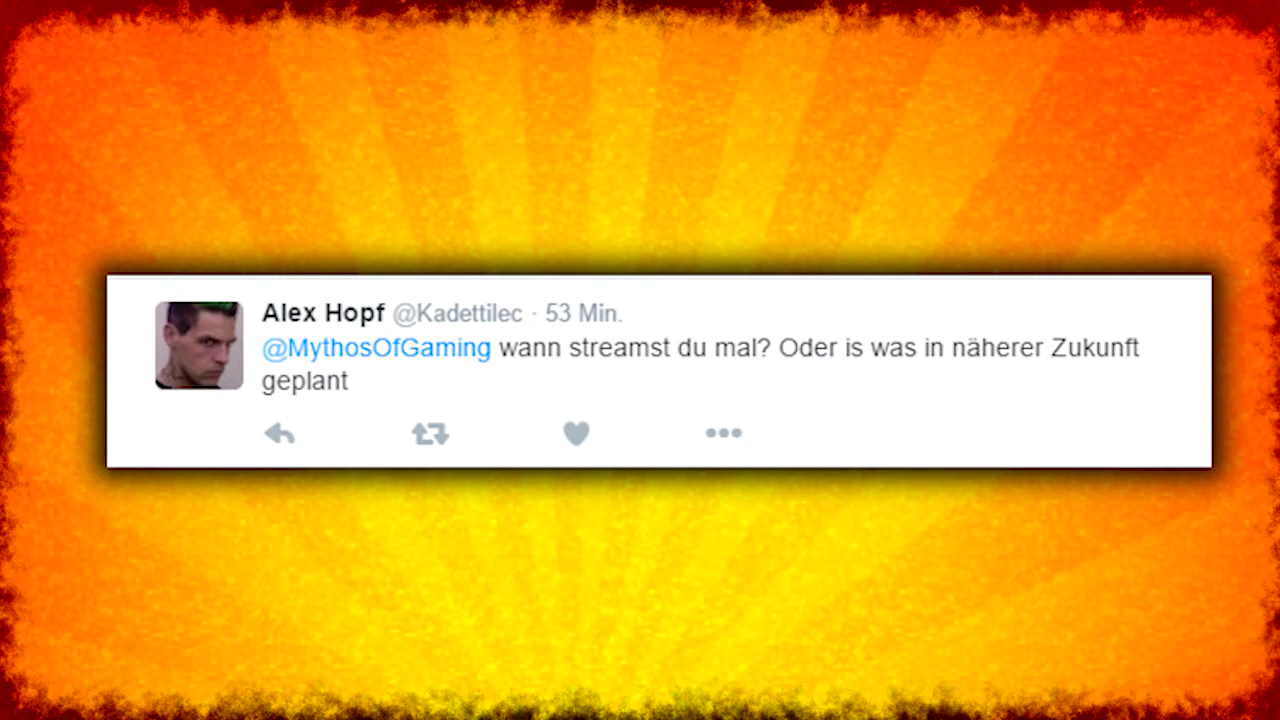 Alex Hopf @Kadettilec · 53 Min.
@MythosOfGaming wann streamst du mal? Oder is was in näherer Zukunft
geplant